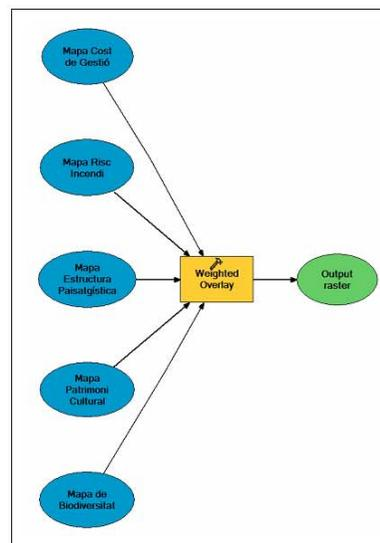 Mapa Cost
de Gestió
Mapa Risc
Incendi
Mapa
Estructura
Paisatgística
Weighted
Overlay
Output
raster
Mapa
Patrimoni
Cultural
Mapa de
Biodiversitat